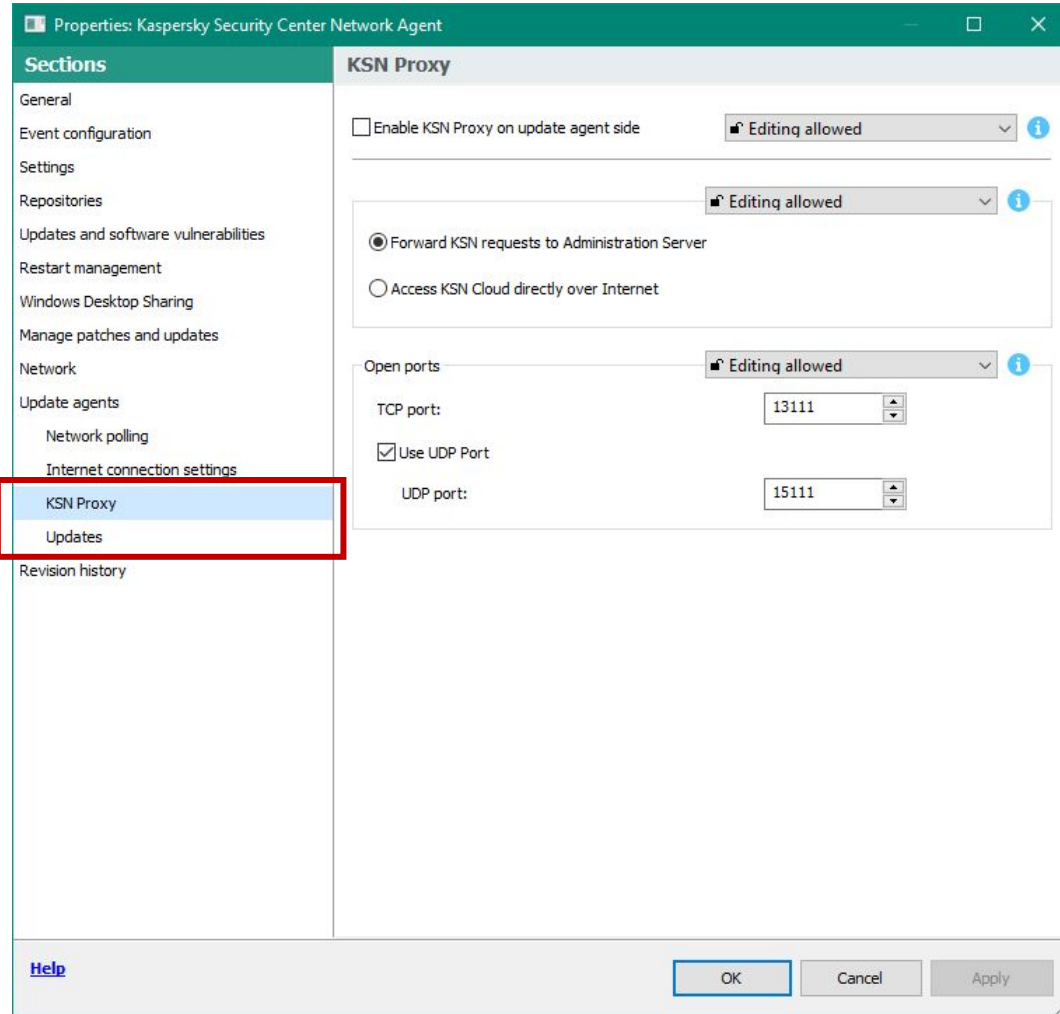 Properties: Kaspersky Security Center Network Agent
Sections
General
Event configuration
Settings
Repositories
Updates and software vulnerabilities
Restart management
Windows Desktop Sharing
Manage patches and updates
Network
Update agents
Network polling
Internet connection settings
KSN Proxy
Updates
Revision history
KSN Proxy
Enable KSN Proxy on update agent side
Editing allowed
Editing allowed
Forward KSN requests to Administration Server
Access KSN Cloud directly over Internet
Open ports
Editing allowed
TCP port:
13111
Use UDP Port
UDP port:
15111
Help
OK
Cancel
Apply